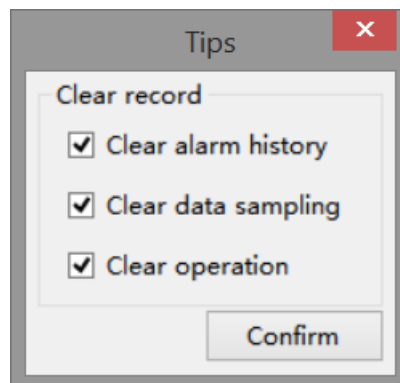 Tips
Clear record
Clear alarm history
Clear data sampling
Clear operation
Confirm